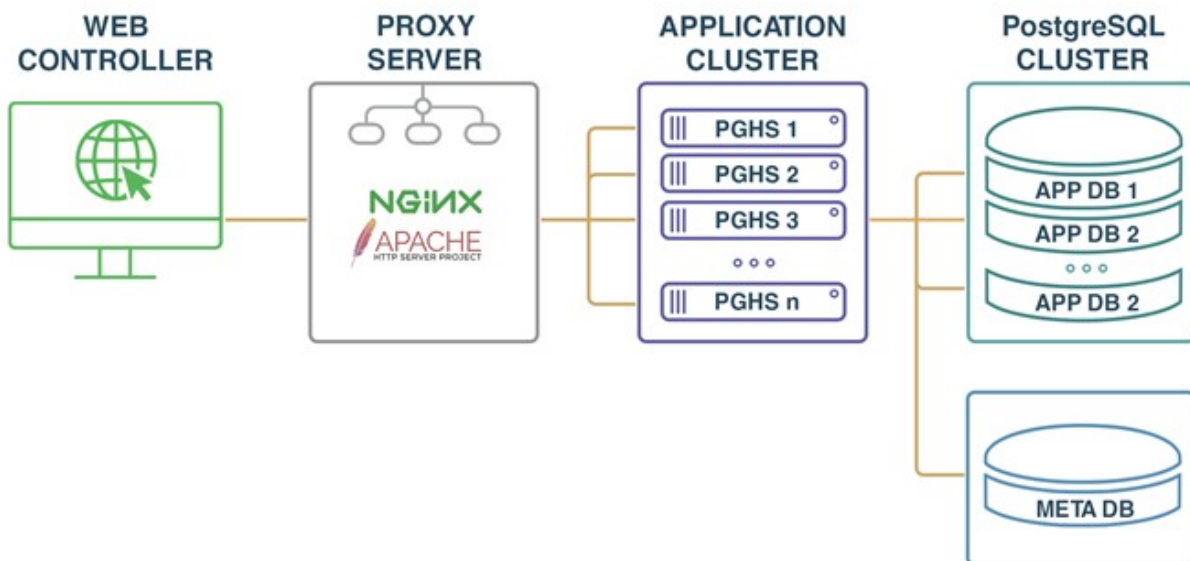 WEB
CONTROLLER
PROXY
SERVER
NGINX
APACHE
HTTP SERVER PROJECT
APPLICATION
CLUSTER
PGHS 1
PGHS 2
PGHS 3
PGHS n
PostgreSQL
CLUSTER
APP DB 1
APP DB 2
APP DB 2
META DB